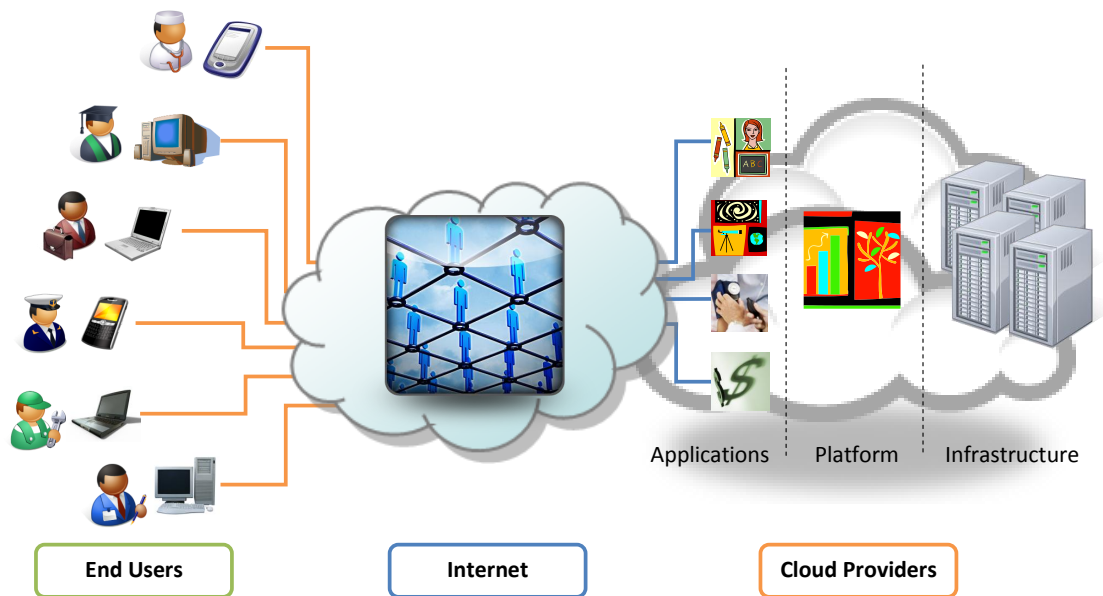 A B C
Applications
Platform
Infrastructure
End Users
Internet
Cloud Providers